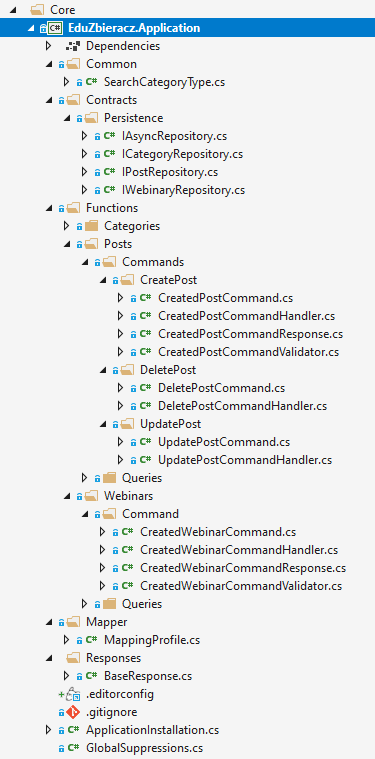 Core
C# EduZbieracz.Application
Dependencies
Common
C# SearchCategoryType.cs
Contracts
Persistence
C# IAsyncRepository.cs
C# ICategoryRepository.cs
C# IPostRepository.cs
C# IWebinaryRepository.cs
Functions
Categories
Posts
Commands
CreatePost
C# CreatedPostCommand.cs
C# CreatedPostCommandHandler.cs
C# CreatedPostCommandResponse.cs
C# CreatedPostCommandValidator.cs
DeletePost
C# DeletePostCommand.cs
C# DeletePostCommandHandler.cs
UpdatePost
C# UpdatePostCommand.cs
C# UpdatePostCommandHandler.cs
Queries
Webinars
Command
C# CreatedWebinarCommand.cs
C# CreatedWebinarCommandHandler.cs
C# CreatedWebinarCommandResponse.cs
C# CreatedWebinarCommandValidator.cs
Queries
Mapper
C# MappingProfile.cs
Responses
C# BaseResponse.cs
.editorconfig
.gitignore
C# ApplicationInstallation.cs
C# GlobalSuppressions.cs